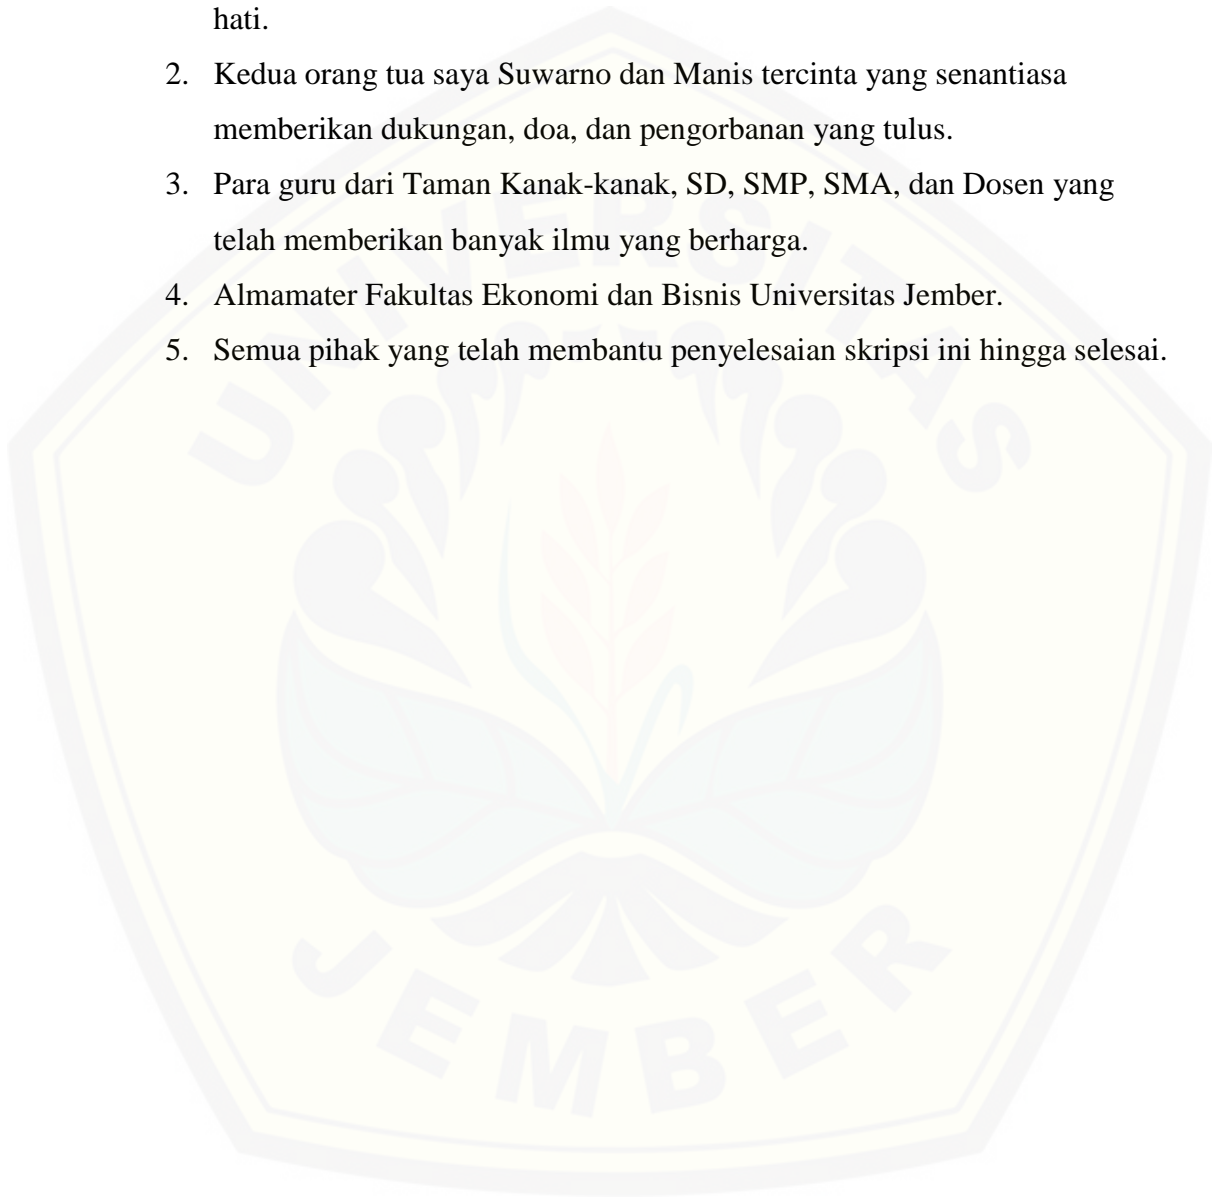 hati.
2. Kedua orang tua saya Suwarno dan Manis tercinta yang senantiasa
memberikan dukungan, doa, dan pengorbanan yang tulus.
3. Para guru dari Taman Kanak-kanak, SD, SMP, SMA, dan Dosen yang
telah memberikan banyak ilmu yang berharga.
4. Almamater Fakultas Ekonomi dan Bisnis Universitas Jember.
5. Semua pihak yang telah membantu penyelesaian skripsi ini hingga selesai.
UNIVERSITAS
JEMBER